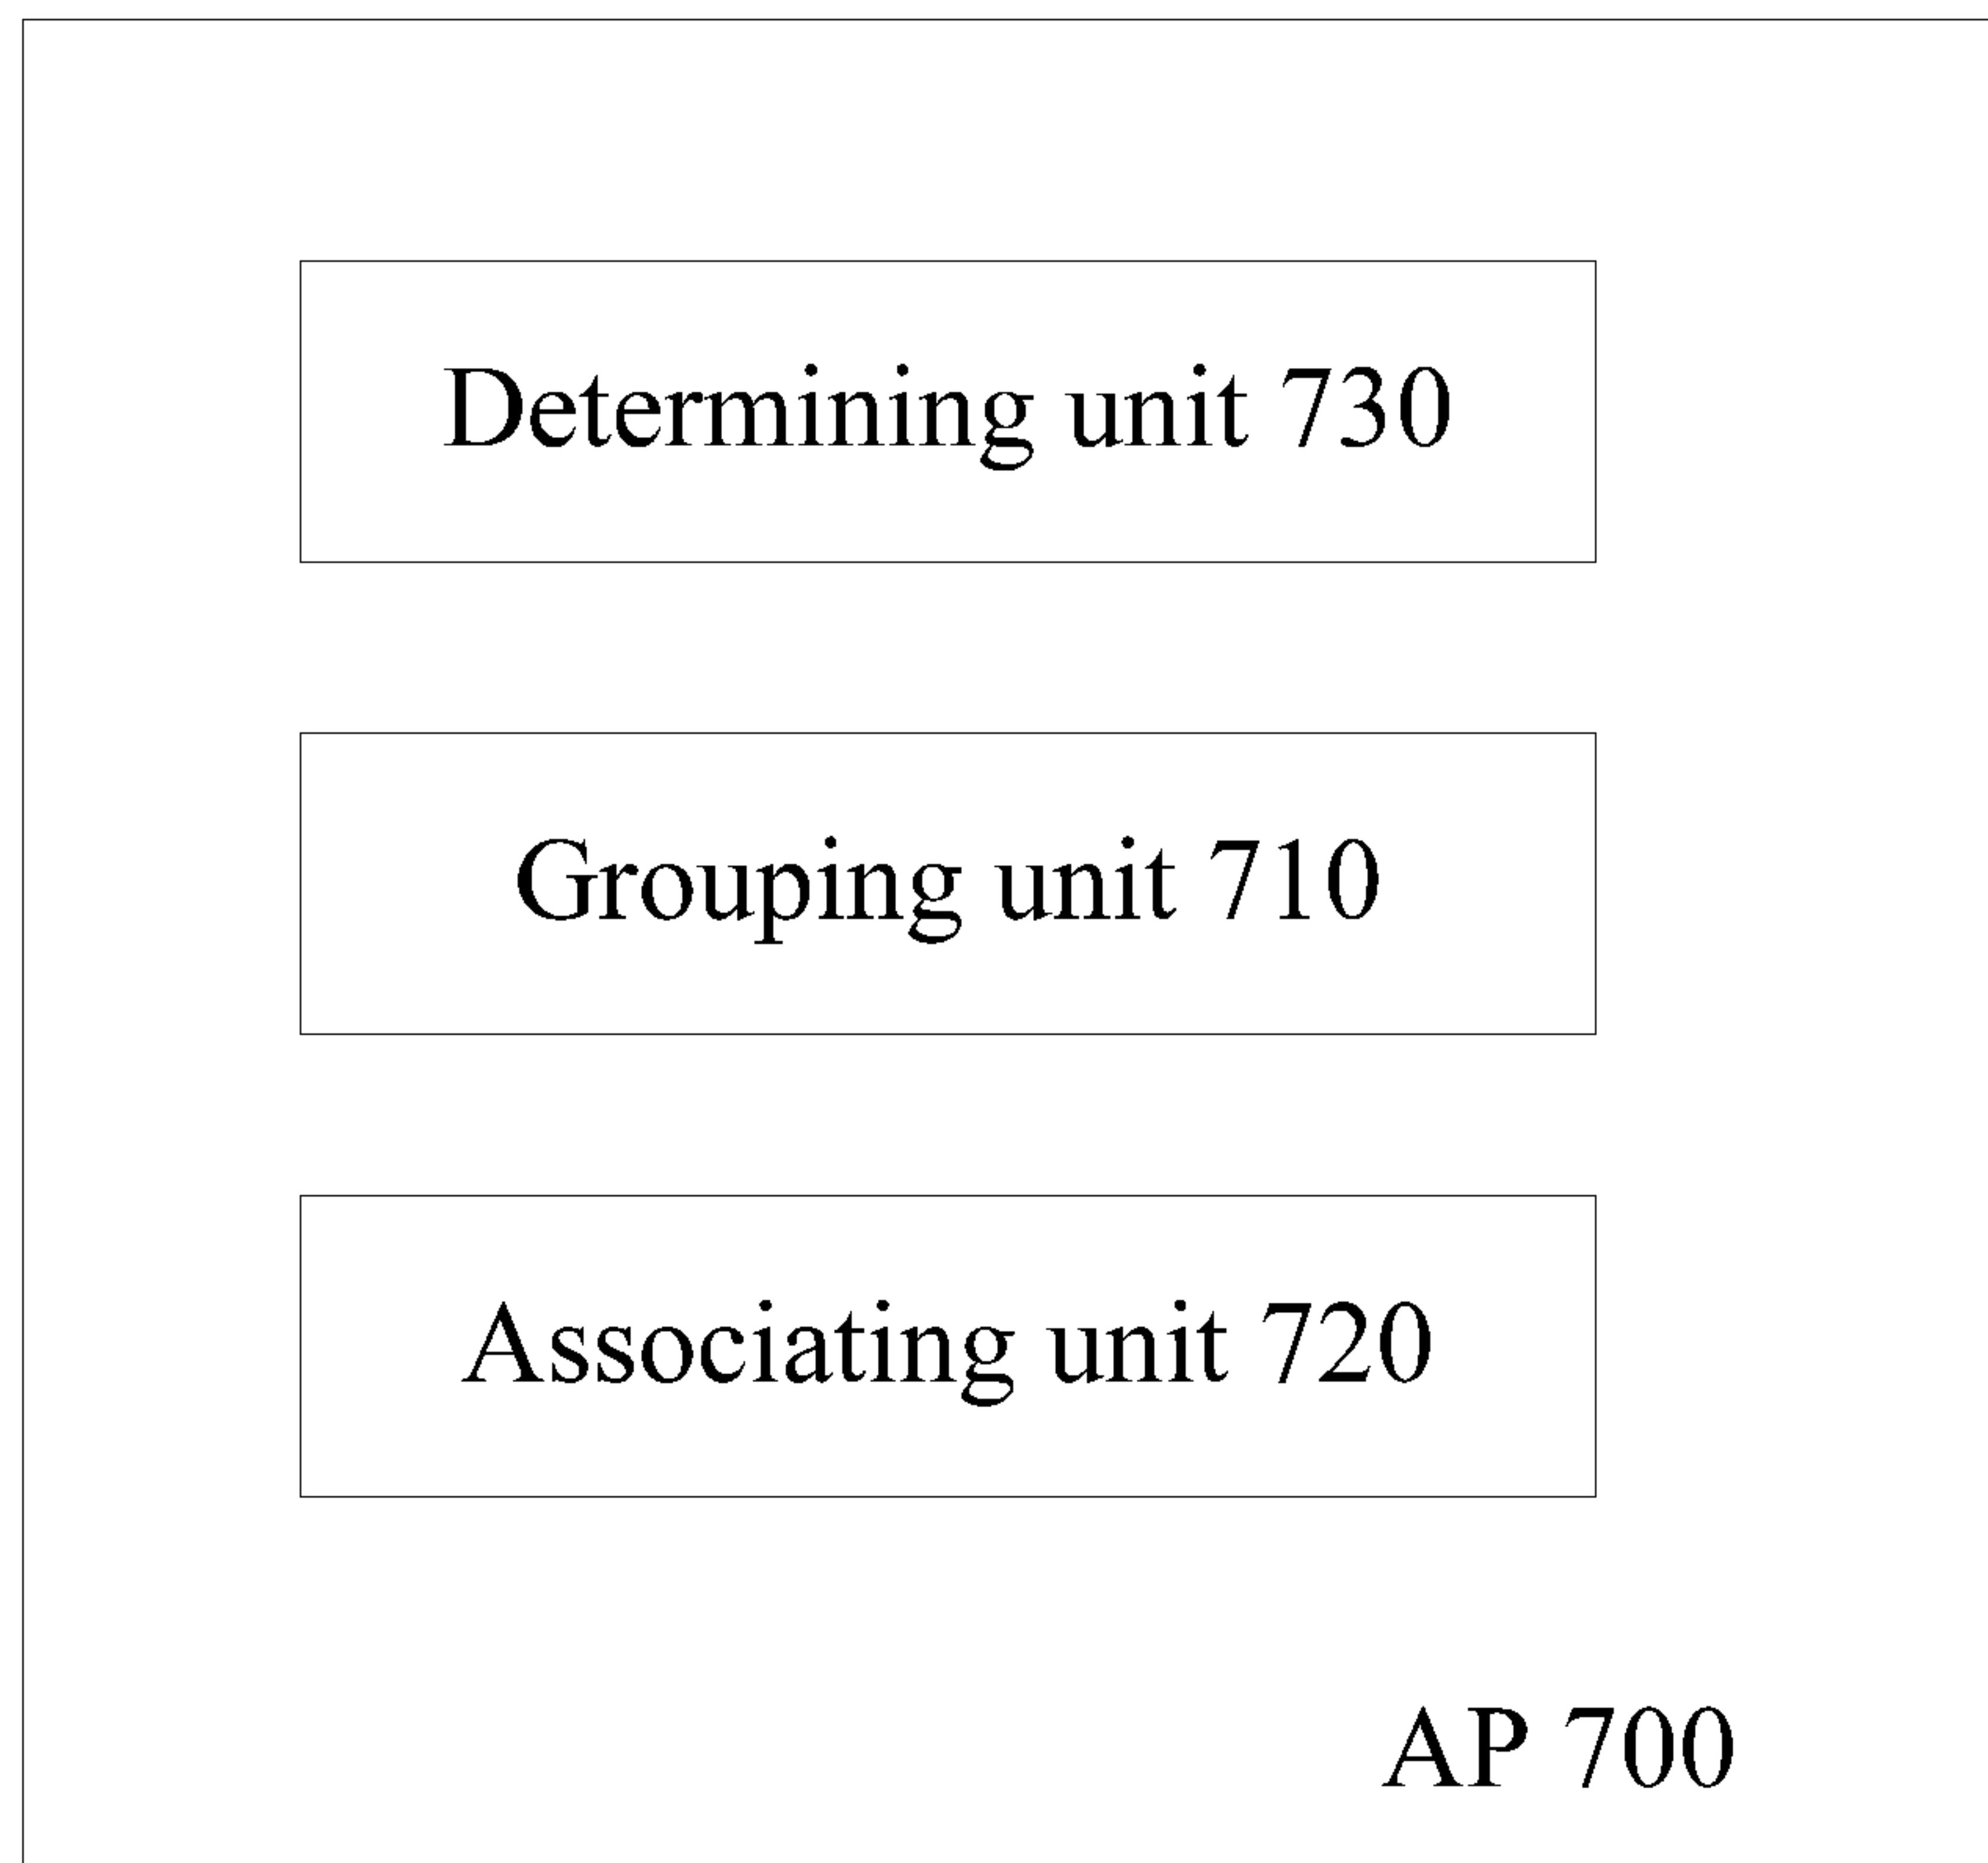 Determining unit 730
Grouping unit 710
Associating unit 720
AP 700